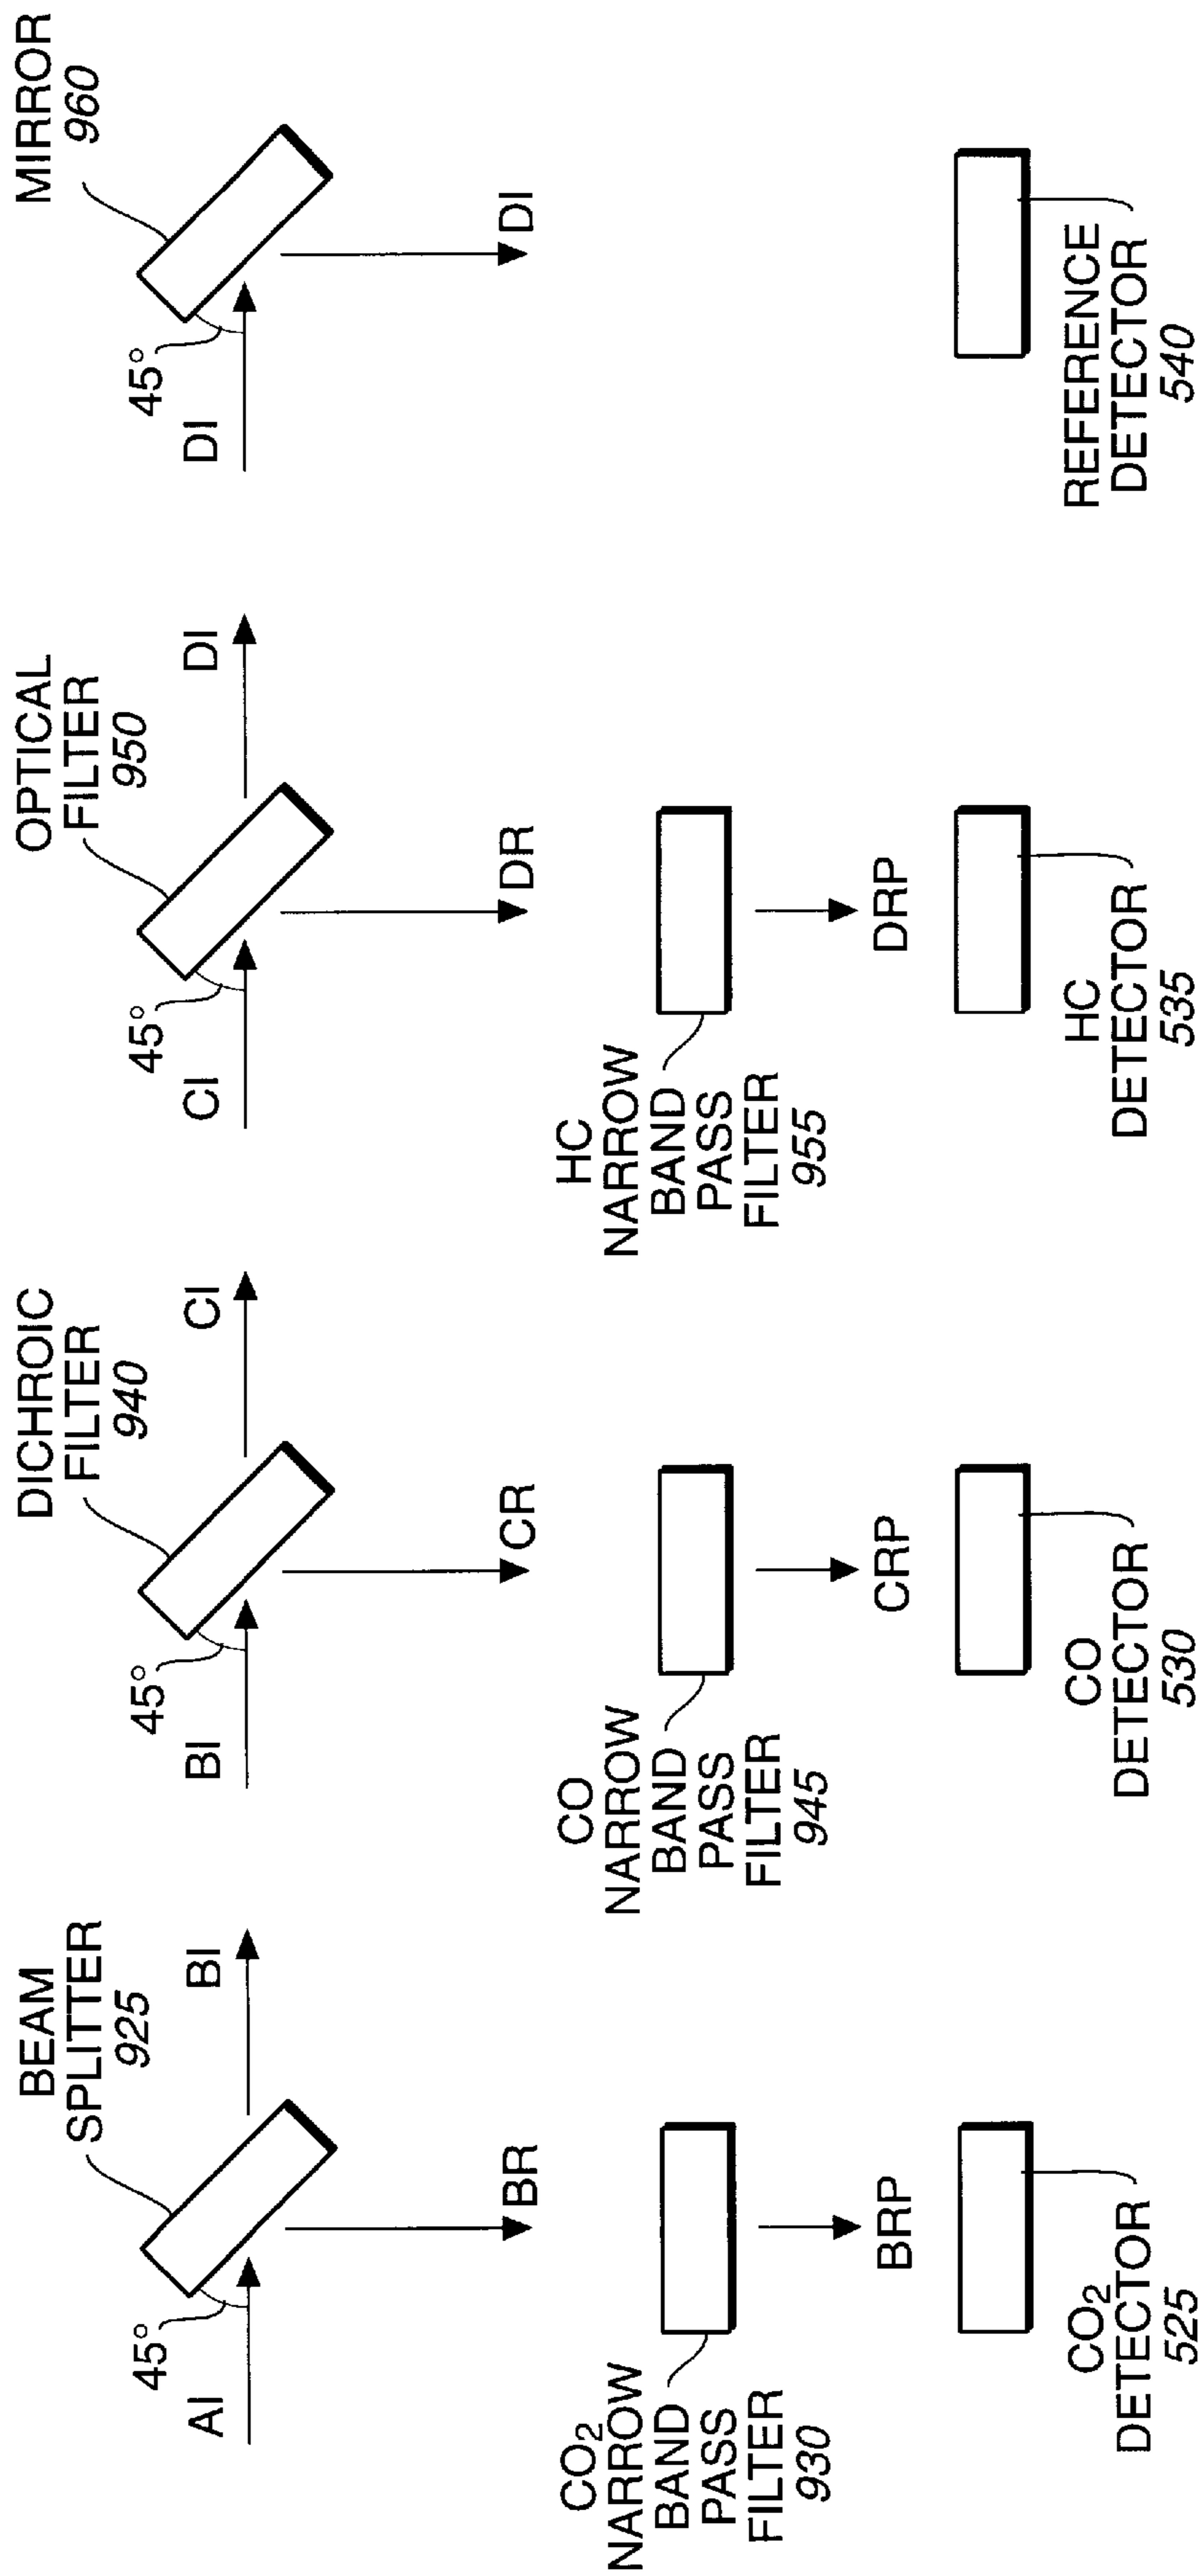 BEAM
SPLITTER
925
45°
AI
BI
BR
CO₂
NARROW
BAND
PASS
FILTER
930
BRP
CO₂
DETECTOR
525
DICHROIC
FILTER
940
45°
BI
CI
CR
CO
NARROW
BAND
PASS
FILTER
945
CRP
CO
DETECTOR
530
OPTICAL
FILTER
950
45°
CI
DI
DR
HC
NARROW
BAND
PASS
FILTER
955
DRP
HC
DETECTOR
535
MIRROR
960
45°
DI
DI
REFERENCE
DETECTOR
540